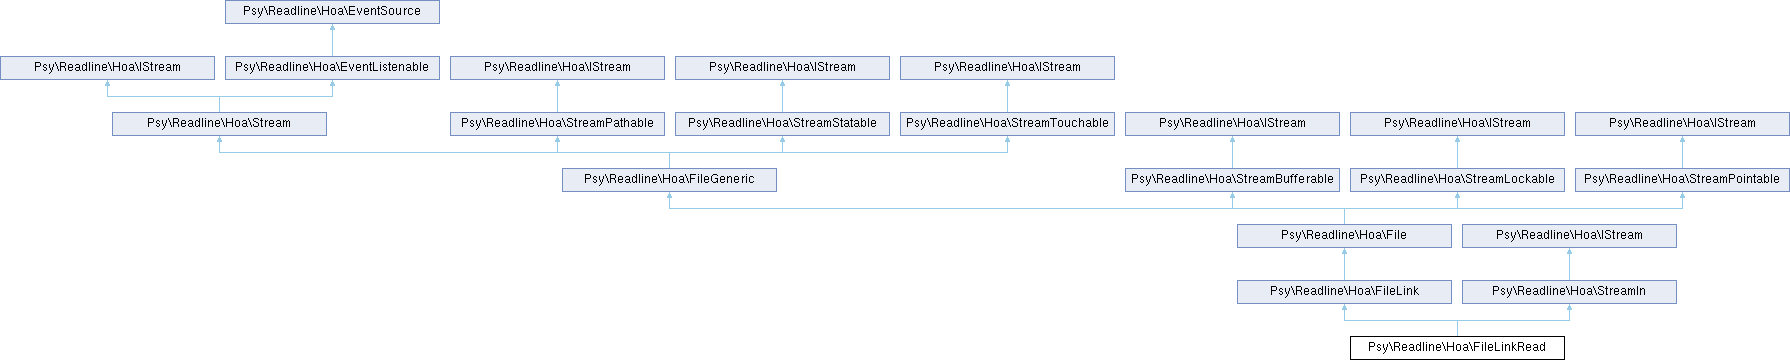 Psy\Readline\Hoa\EventSource
Psy\Readline\Hoa\IStream
Psy\Readline\Hoa\EventListenable
Psy\Readline\Hoa\IStream
Psy\Readline\Hoa\IStream
Psy\Readline\Hoa\IStream
Psy\Readline\Hoa\Stream
Psy\Readline\Hoa\StreamPathable
Psy\Readline\Hoa\StreamStatable
Psy\Readline\Hoa\StreamTouchable
Psy\Readline\Hoa\IStream
Psy\Readline\Hoa\IStream
Psy\Readline\Hoa\IStream
Psy\Readline\Hoa\FileGeneric
Psy\Readline\Hoa\StreamBufferable
Psy\Readline\Hoa\StreamLockable
Psy\Readline\Hoa\StreamPointable
Psy\Readline\Hoa\File
Psy\Readline\Hoa\IStream
Psy\Readline\Hoa\FileLink
Psy\Readline\Hoa\StreamIn
Psy\Readline\Hoa\FileLinkRead